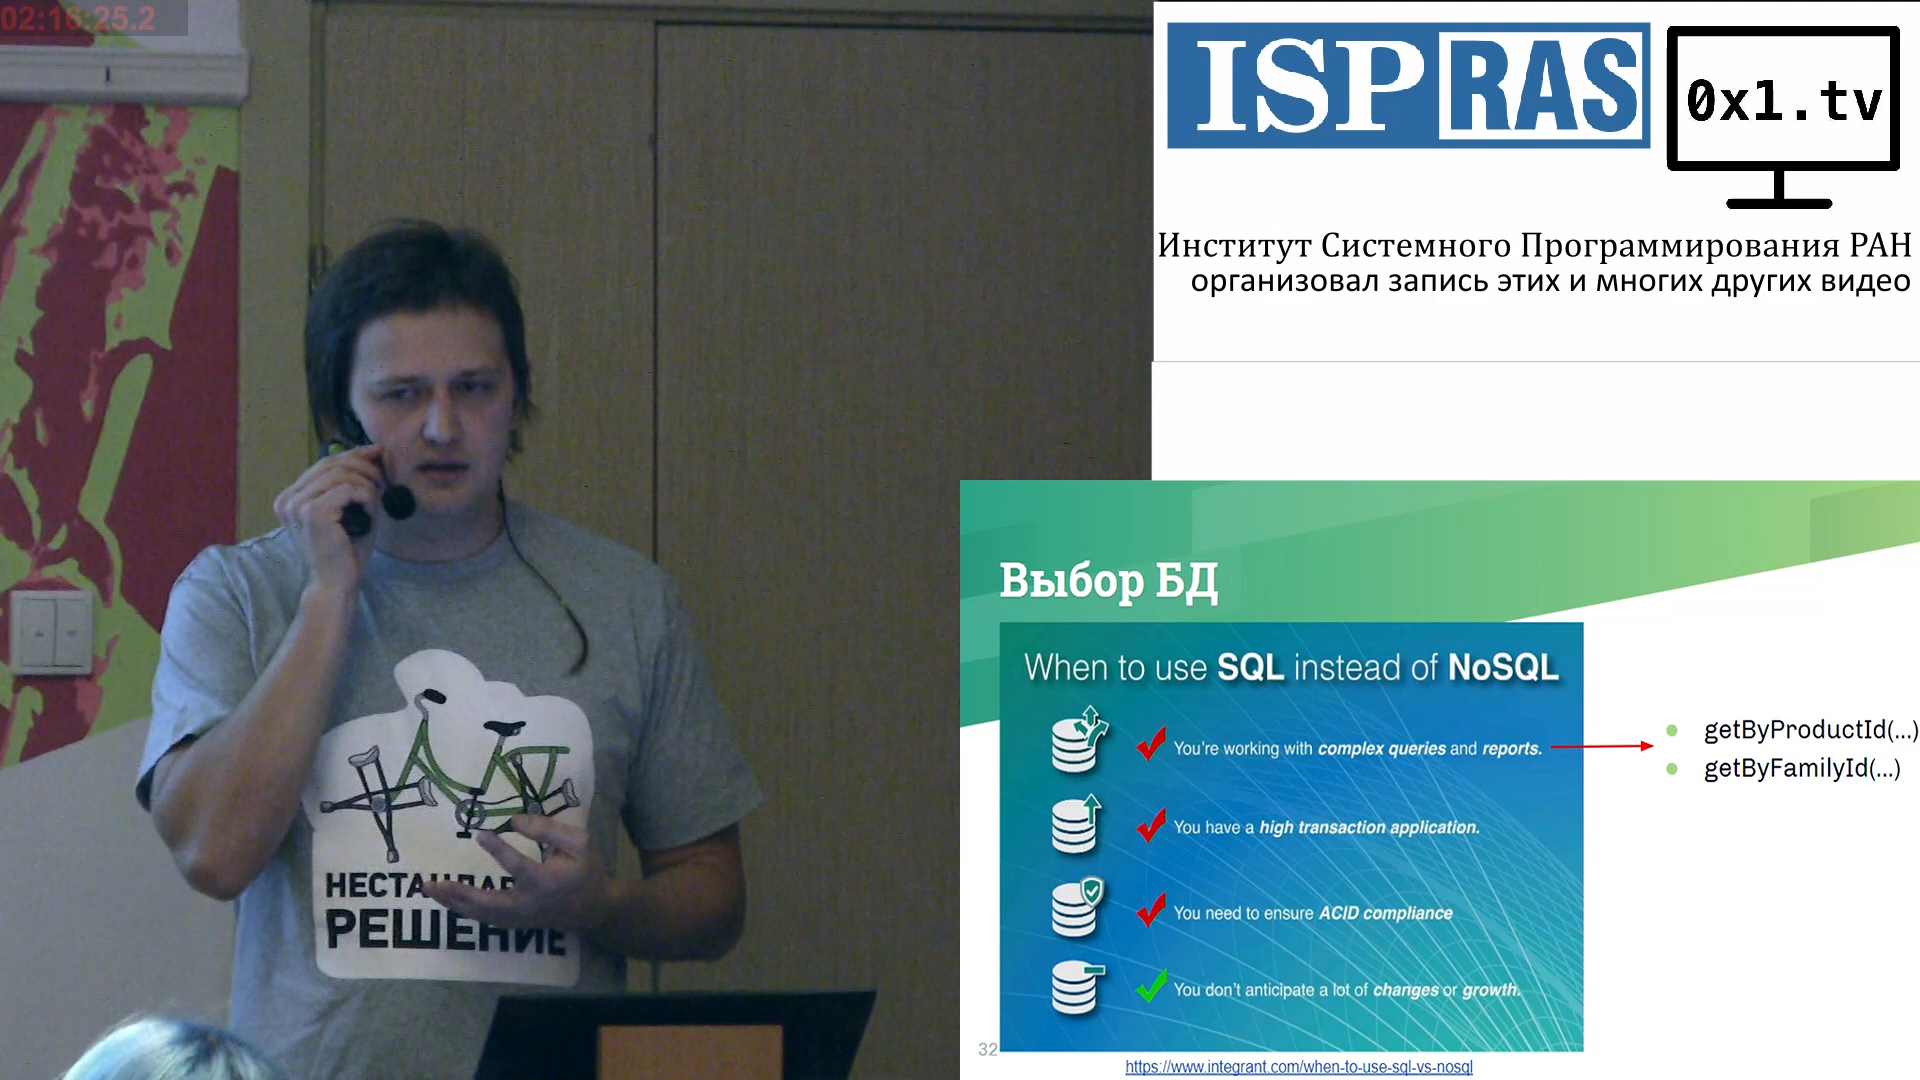 02:16:25.2
ISP RAS
0x1.tv
Институт Системного Программирования РАН
организовал запись этих и многих других видео
Выбор БД
When to use SQL instead of NoSQL
You're working with complex queries and reports.
You have a high transaction application.
You need to ensure ACID compliance
You don't anticipate a lot of changes or growth.
getByProductId(...)
getByFamilyId(...)
32
https://www.integrant.com/when-to-use-sql-vs-nosql
РЕШЕНИЕ